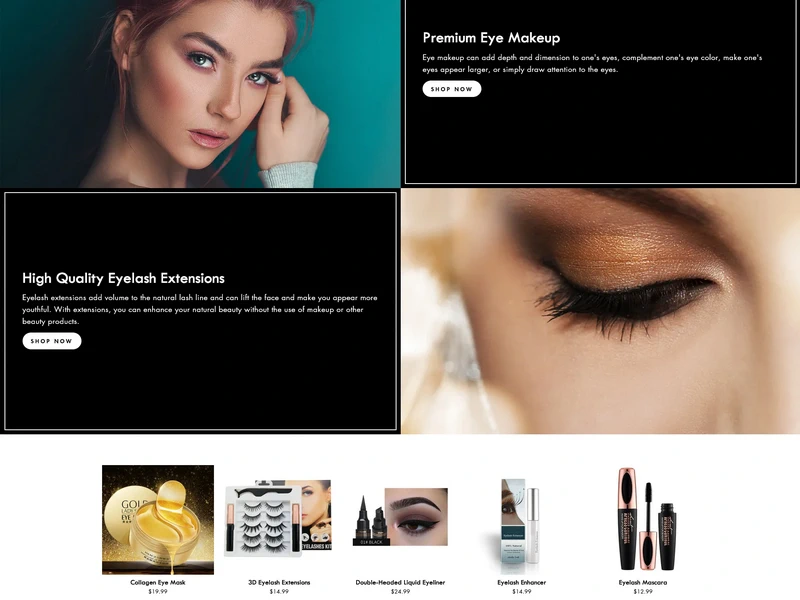 Premium Eye Makeup
Eye makeup can add depth and dimension to one's eyes, complement one's eye color, make one's
eyes appear larger, or simply draw attention to the eyes.
SHOP NOW
High Quality Eyelash Extensions
Eyelash extensions add volume to the natural lash line and can lift the face and make you appear more
youthful. With extensions, you can enhance your natural beauty without the use of makeup or other
beauty products.
SHOP NOW
GOLD
EYELASHES KIT
01# BLACK
Collagen Eye Mask
$19.99
3D Eyelash Extensions
$14.99
Double-Headed Liquid Eyeliner
$24.99
Eyelash Enhancer
$14.99
Eyelash Mascara
$12.99